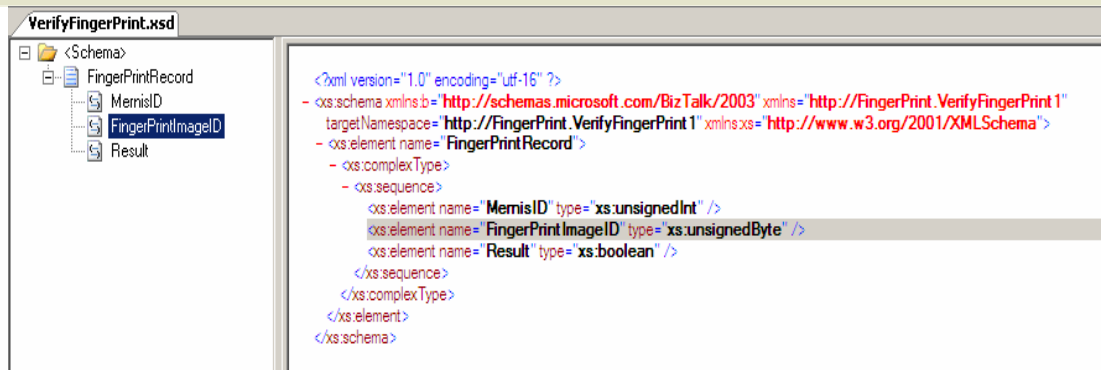 VerifyFingerPrint.xsd
<Schema>
FingerPrintRecord
MernisID
FingerPrintImageID
Result
<?xml version="1.0" encoding="utf-16" ?>
- <xs:schema xmlns:b="http://schemas.microsoft.com/BizTalk/2003" xmlns="http://FingerPrint.VerifyFingerPrint1"
targetNamespace="http://FingerPrint.VerifyFingerPrint1" xmlns:xs="http://www.w3.org/2001/XMLSchema">
- <xs:element name="FingerPrintRecord">
- <xs:complexType>
- <xs:sequence>
<xs:element name="MernisID" type="xs:unsignedInt" />
<xs:element name="FingerPrintImageID" type="xs:unsignedByte" />
<xs:element name="Result" type="xs:boolean" />
</xs:sequence>
</xs:complexType>
</xs:element>
</xs:schema>